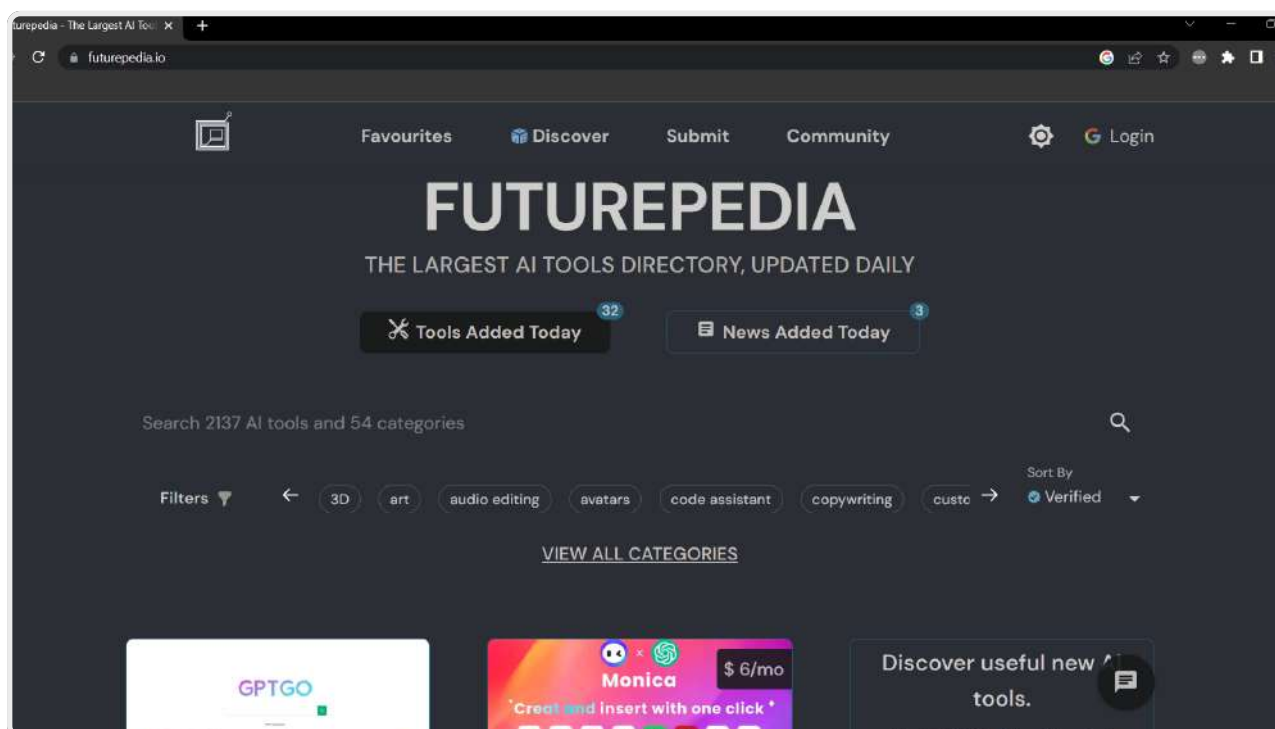 turepedia - The Largest AI Too
futurepedia.io
Favourites Discover Submit Community Login
FUTUREPEDIA
THE LARGEST AI TOOLS DIRECTORY, UPDATED DAILY
Tools Added Today 32 News Added Today 3
Search 2137 AI tools and 54 categories
Sort By
Filters 3D art audio editing avatars code assistant copywriting custo Verified
VIEW ALL CATEGORIES
GPTGO
Monica
$ 6/mo
Creat and insert with one click
Discover useful new
tools.